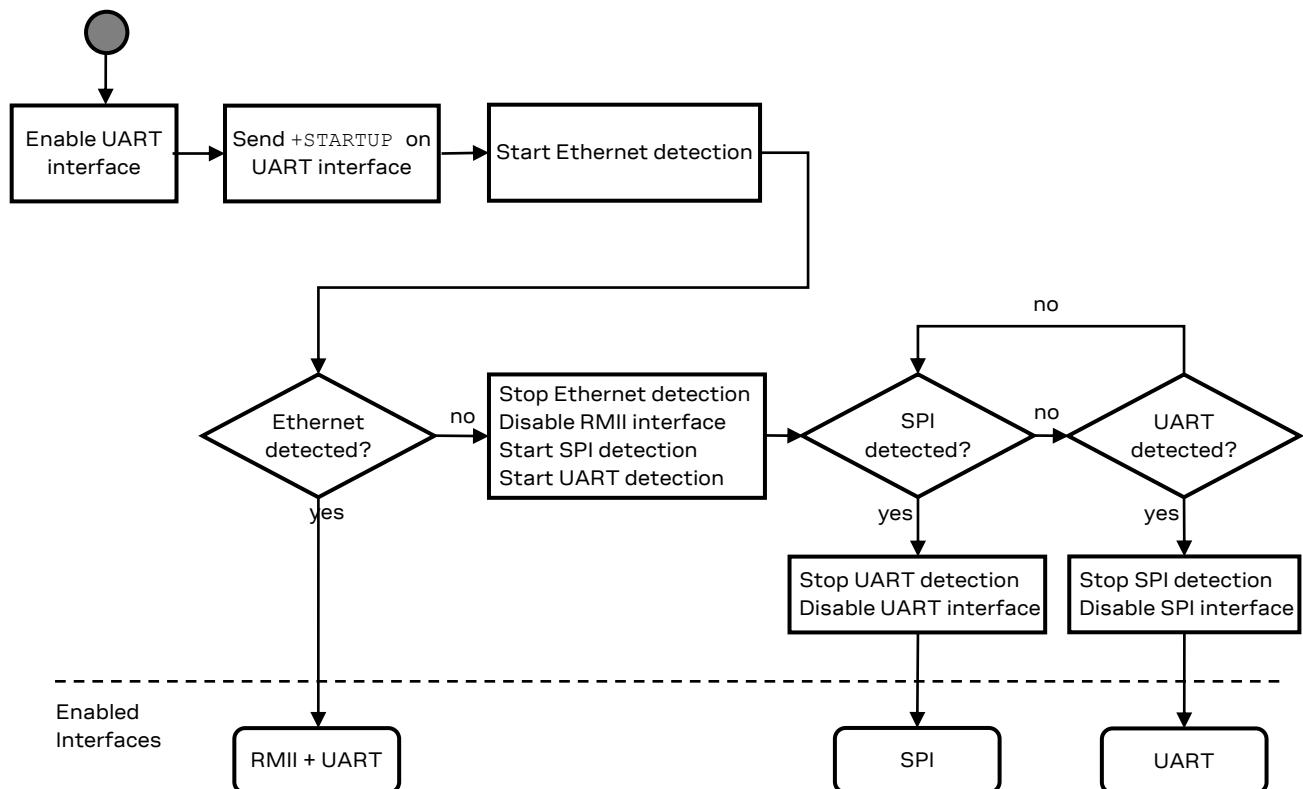 Enable UART
interface
Send +STARTUP on
UART interface
Start Ethernet detection
no
Ethernet
detected?
no
Stop Ethernet detection
Disable RMII interface
Start SPI detection
Start UART detection
SPI
detected?
no
UART
detected?
yes
yes
yes
Stop UART detection
Disable UART interface
Stop SPI detection
Disable SPI interface
Enabled
Interfaces
RMII + UART
SPI
UART